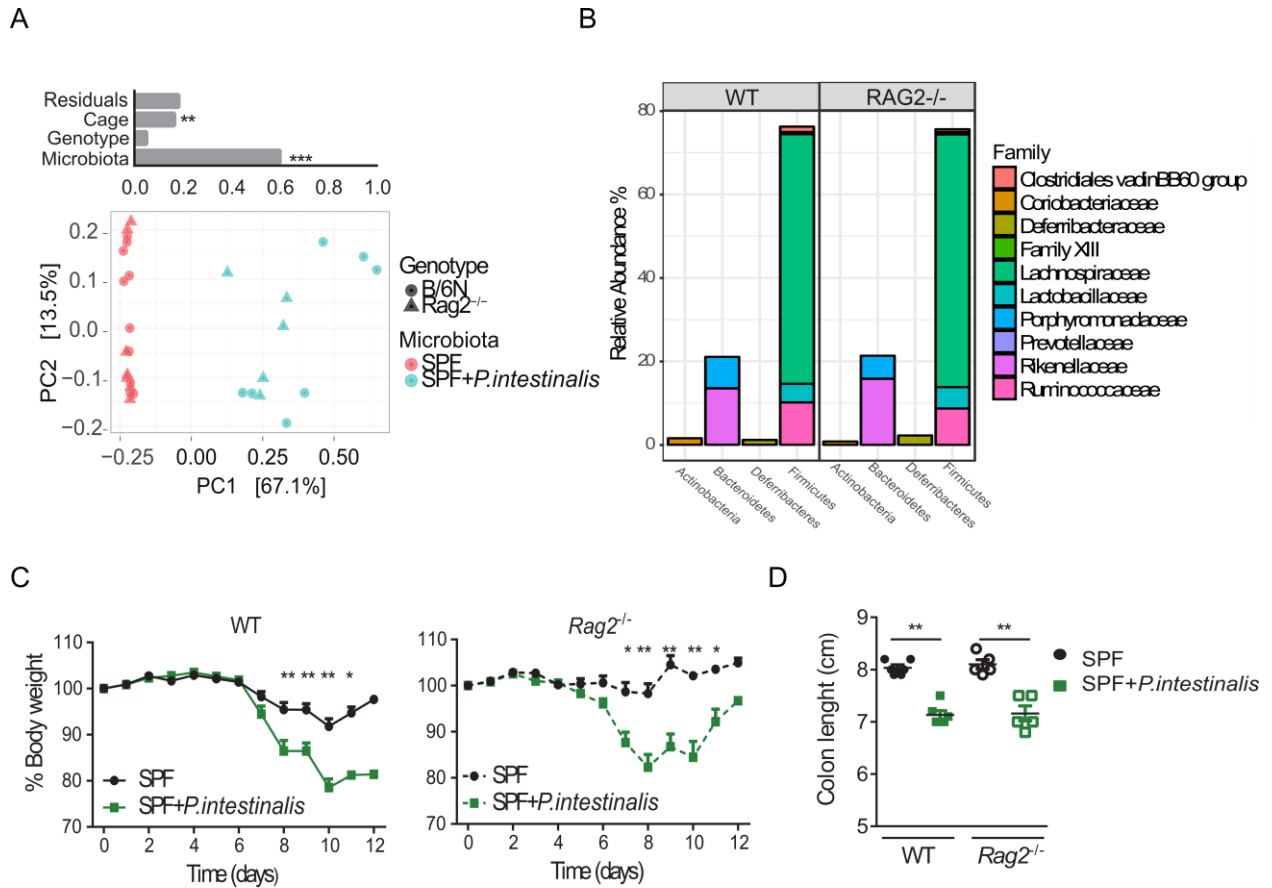 A
B
Residuals
Cage
**
Genotype
Microbiota
***
0.0 0.2 0.4 0.6 0.8 1.0
0.2
0.1
0.0
−0.1
−0.2
PC2 [13.5%]
−0.25 0.00 0.25 0.50
PC1 [67.1%]
Genotype
B/6N
Rag2−/−
Microbiota
SPF
SPF+P.intestinalis
WT RAG2-/-
80
60
40
20
0
Relative Abundance %
Actinobacteria
Bacteroidetes
Deferribacteres
Firmicutes
Actinobacteria
Bacteroidetes
Deferribacteres
Firmicutes
Family
Clostridiales vadinBB60 group
Coriobacteriaceae
Deferribacteraceae
Family XIII
Lachnospiraceae
Lactobacillaceae
Porphyromonadaceae
Prevotellaceae
Rikenellaceae
Ruminococcaceae
C
D
WT
110
100
90
80
70
% Body weight
** ** ** *
SPF
SPF+P.intestinalis
0 2 4 6 8 10 12
Time (days)
Rag2-/-
110
100
90
80
70
* ** ** ** *
SPF
SPF+P.intestinalis
0 2 4 6 8 10 12
Time (days)
9
8
7
6
5
Colon lenght (cm)
** **
SPF
SPF+P.intestinalis
WT Rag2-/-